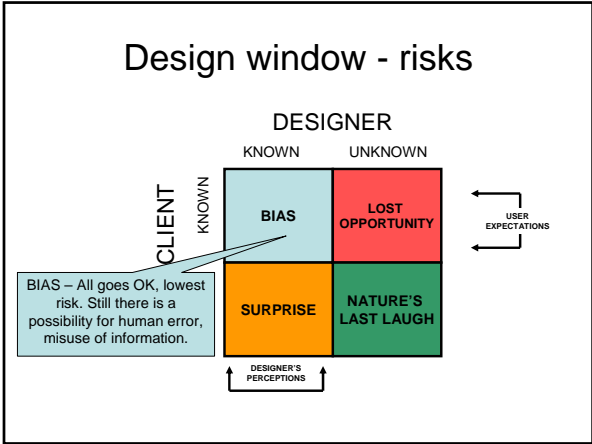 Design window - risks
DESIGNER
KNOWN
UNKNOWN
CLIENT
KNOWN
BIAS
LOST
OPPORTUNITY
USER
EXPECTATIONS
BIAS – All goes OK, lowest
risk. Still there is a
possibility for human error,
misuse of information.
SURPRISE
NATURE'S
LAST LAUGH
DESIGNER'S
PERCEPTIONS